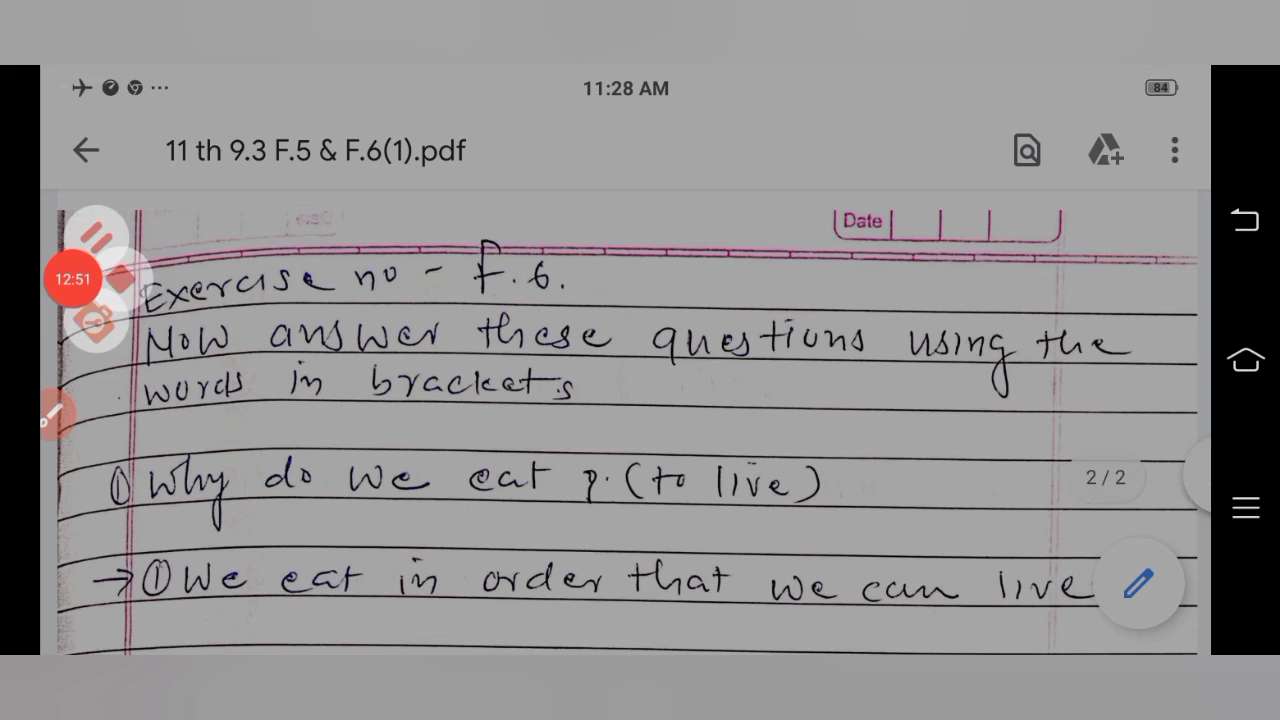 11:28 AM
84
11 th 9.3 F.5 & F.6(1).pdf
Date
12:51
Exercise no - F.6.
Now answer these questions using the
words in brackets
① Why do we eat ?. (to live)
2 / 2
→ ① We eat in order that we can live